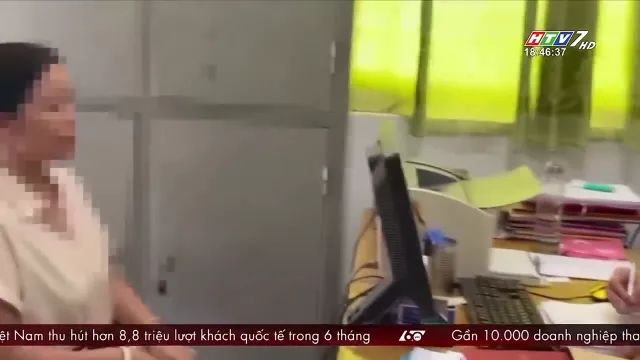 HTV7 HD
18:46:37
ệt Nam thu hút hơn 8,8 triệu lượt khách quốc tế trong 6 tháng
60 Gần 10.000 doanh nghiệp tha